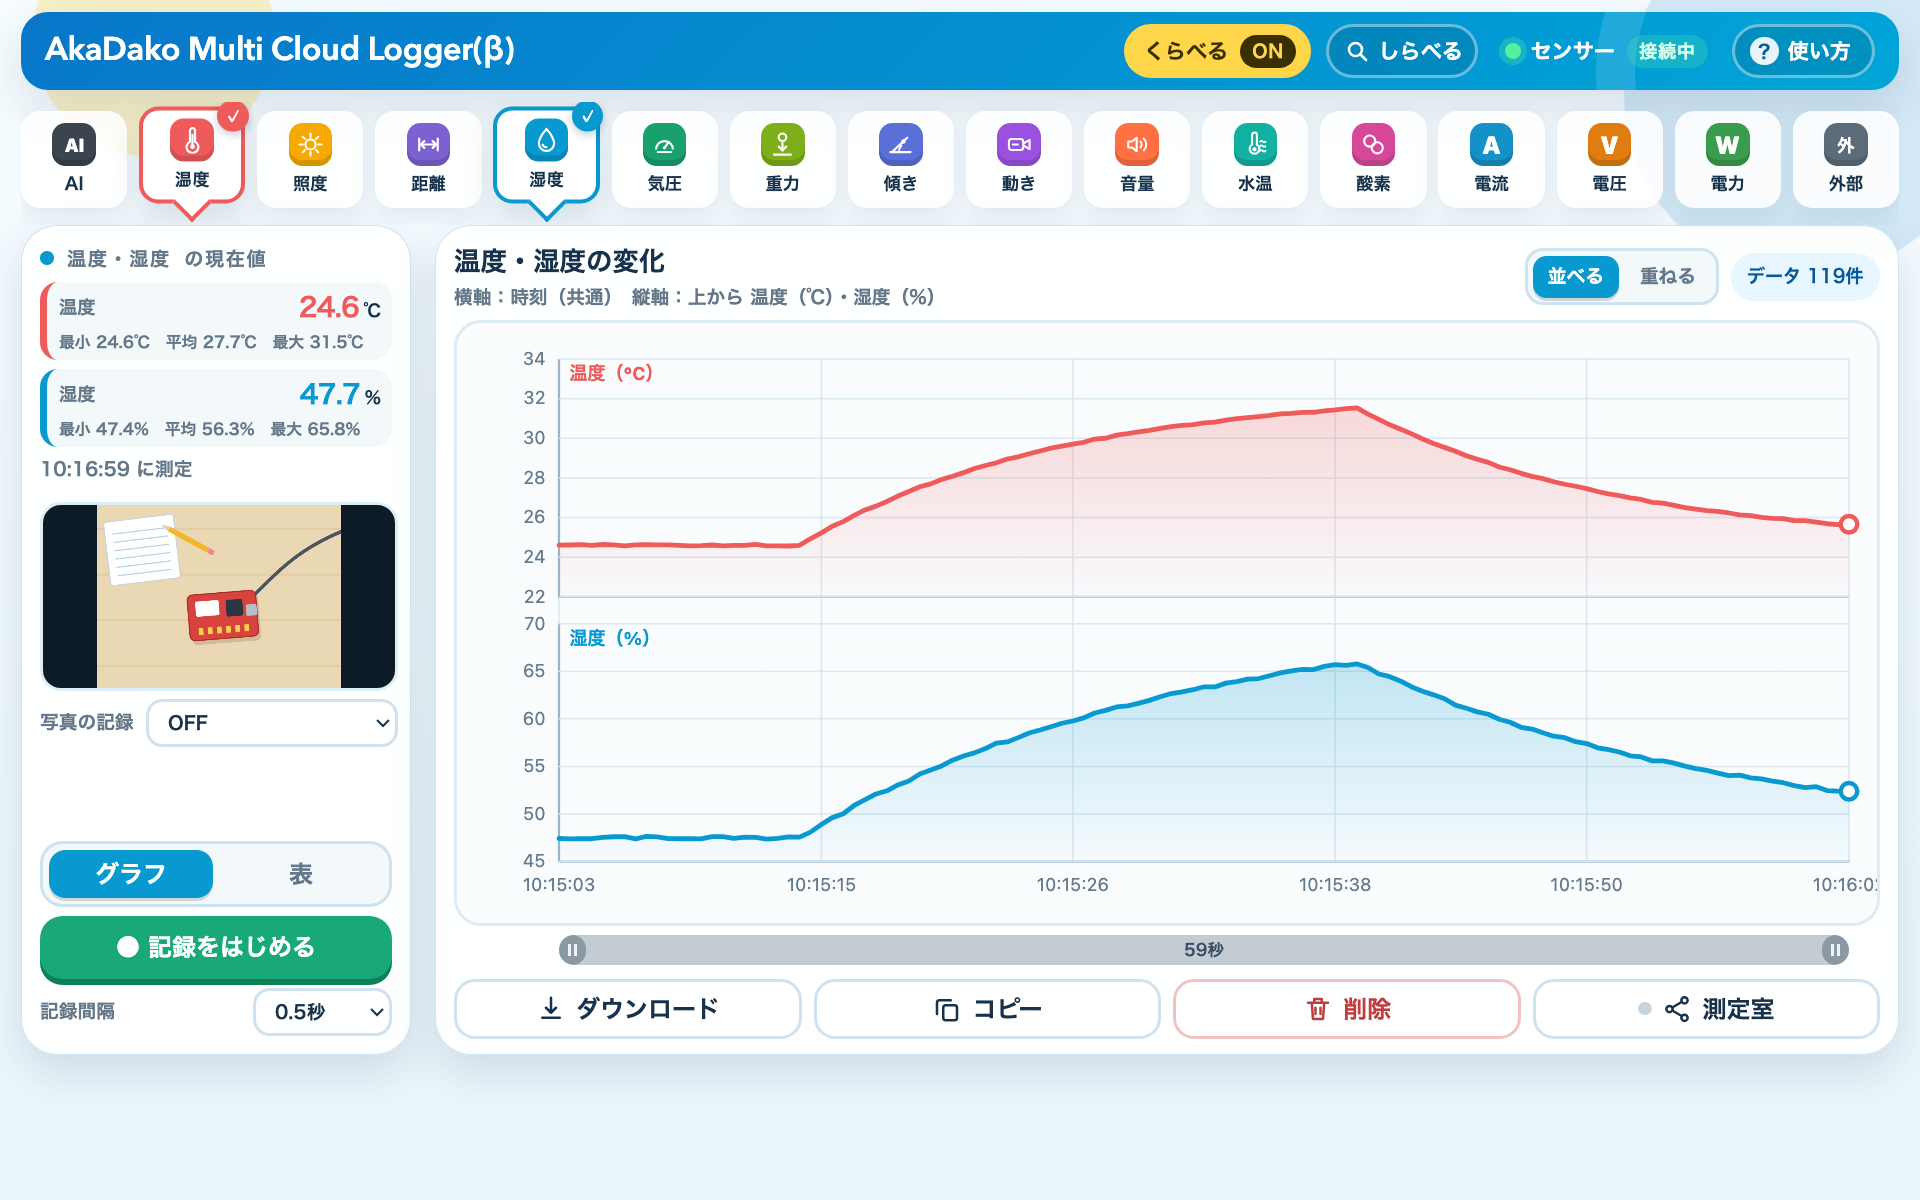 AkaDako Multi Cloud Logger(β)
くらべる ON
しらべる
センサー 接続中
? 使い方
AI AI
温度
照度
距離
湿度
気圧
重力
傾き
動き
音量
水温
酸素
A 電流
V 電圧
W 電力
外 外部
温度・湿度 の現在値
温度 24.6 ℃
最小 24.6℃ 平均 27.7℃ 最大 31.5℃
湿度 47.7 %
最小 47.4% 平均 56.3% 最大 65.8%
10:16:59 に測定
写真の記録 OFF
グラフ 表
記録をはじめる
記録間隔 0.5秒
温度・湿度の変化
横軸：時刻（共通） 縦軸：上から 温度（℃）・湿度（%）
並べる 重ねる
データ 119件
温度（°C）
34
32
30
28
26
24
22
湿度（%）
70
65
60
55
50
45
10:15:03 10:15:15 10:15:26 10:15:38 10:15:50 10:16:0
59秒
ダウンロード
コピー
削除
測定室